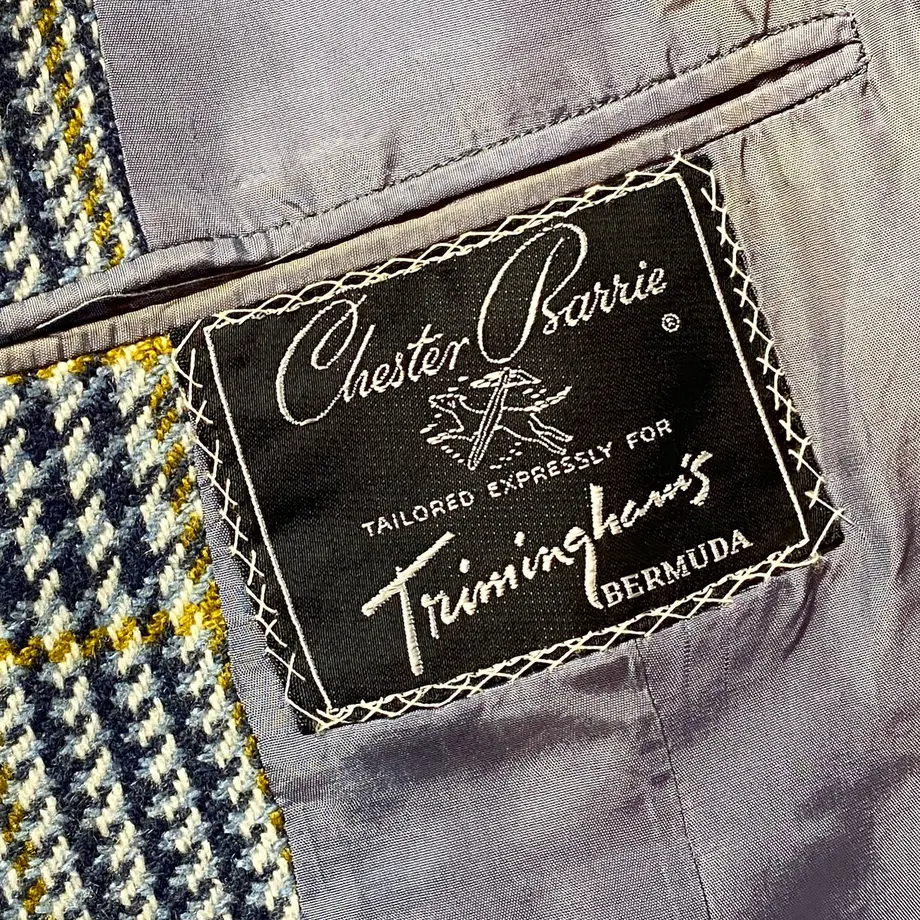 Chester Barrie
®
TAILORED EXPRESSLY FOR
Trimingham's
BERMUDA